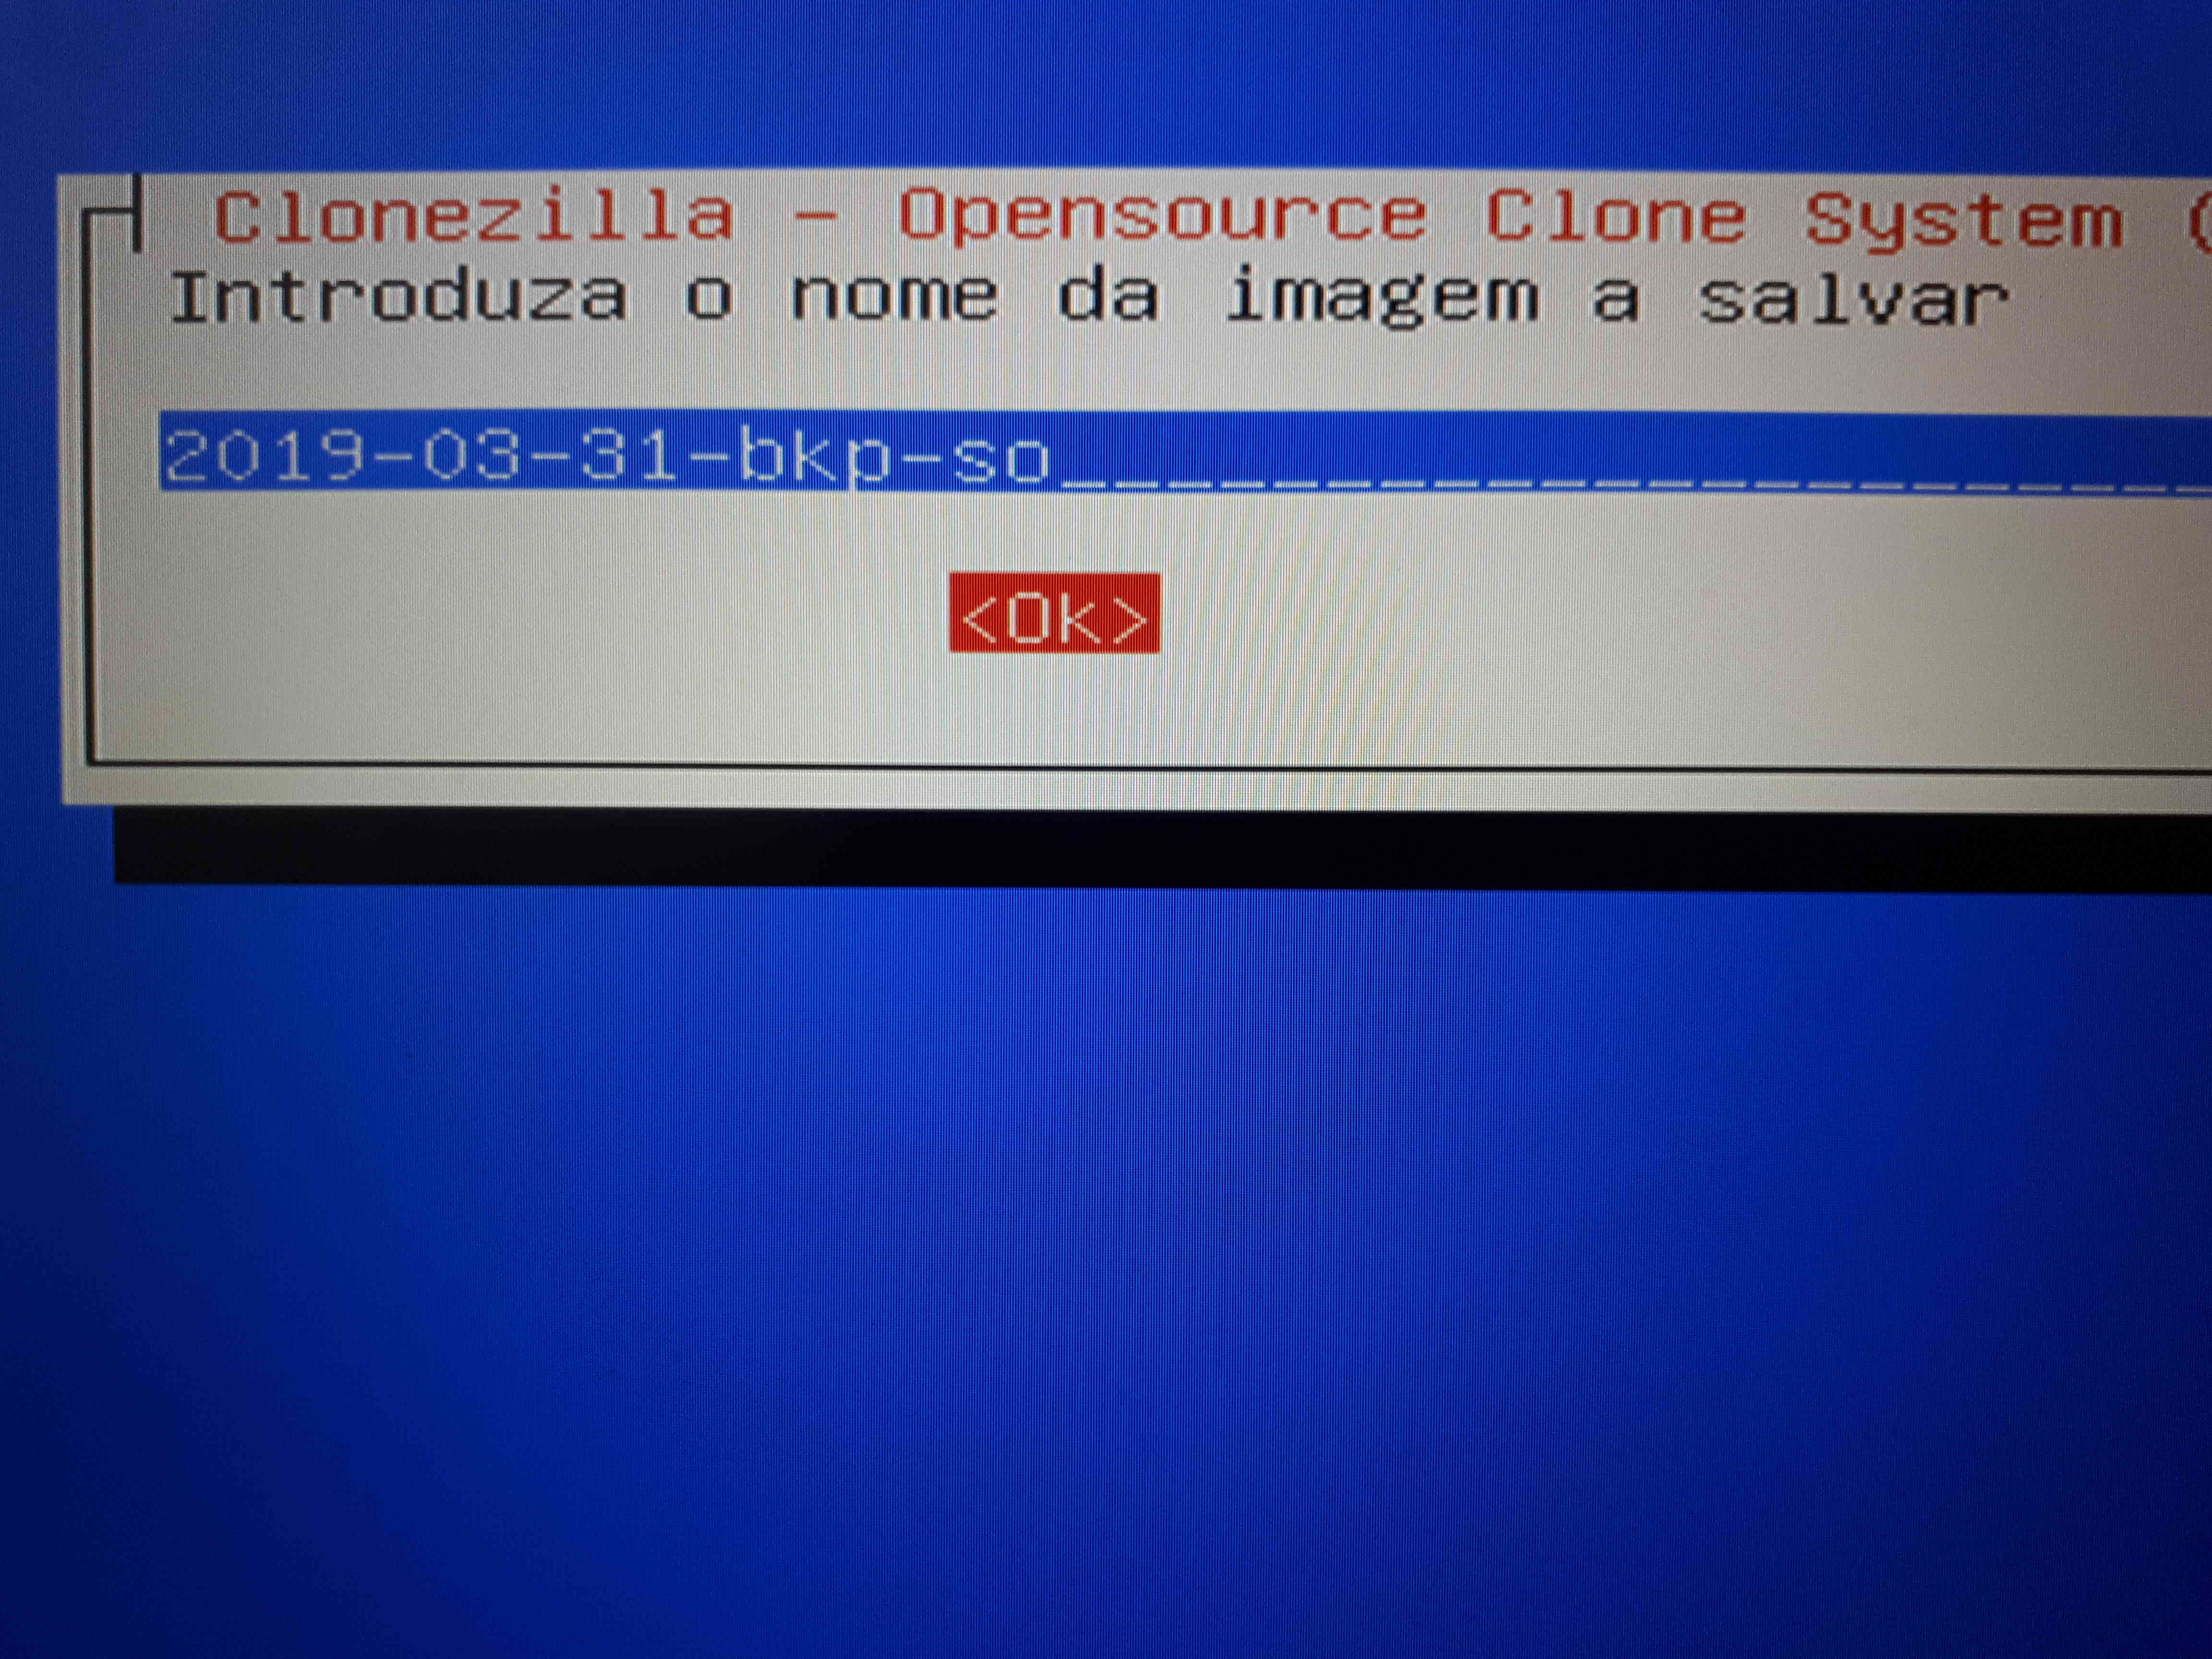 Clonezilla - Opensource Clone System (
Introduza o nome da imagem a salvar
2019-03-31-bkp-so
<Ok>